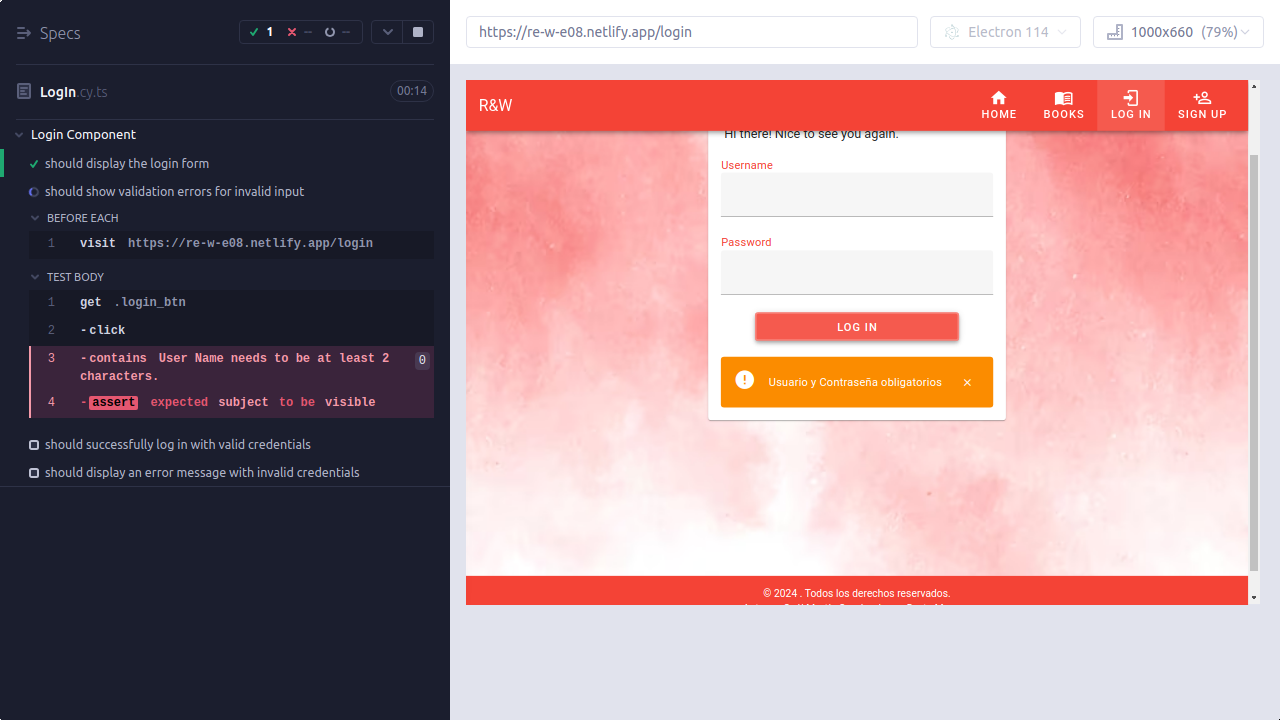 Specs
1
--
--
LogIn.cy.ts
00:14
Login Component
should display the login form
should show validation errors for invalid input
BEFORE EACH
1 visit https://re-w-e08.netlify.app/login
TEST BODY
1 get .login_btn
2 -click
3 -contains User Name needs to be at least 2 characters. 0
4 -assert expected subject to be visible
should successfully log in with valid credentials
should display an error message with invalid credentials
https://re-w-e08.netlify.app/login
Electron 114
1000x660 (79%)
R&W
HOME
BOOKS
LOG IN
SIGN UP
Hi there! Nice to see you again.
Username
Password
LOG IN
Usuario y Contraseña obligatorios
© 2024 . Todos los derechos reservados.